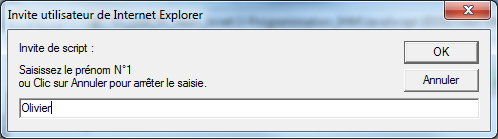 Invite utilisateur de Internet Explorer
Invite de script :
OK
Saisissez le prénom N°1
ou Clic sur Annuler pour arrêter la saisie.
Annuler
Olivier